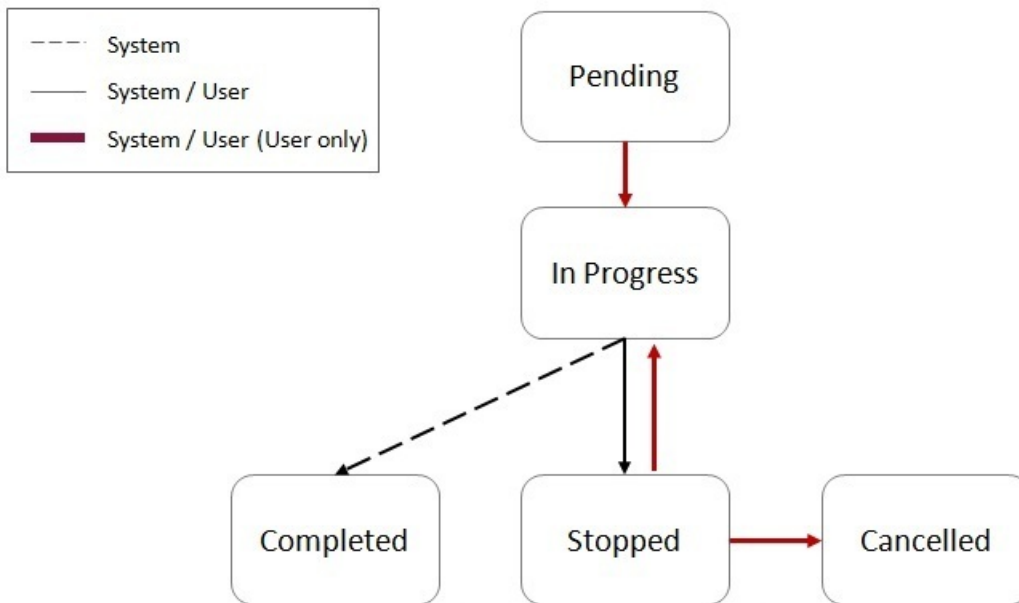 System
System / User
System / User (User only)
Pending
In Progress
Completed
Stopped
Cancelled